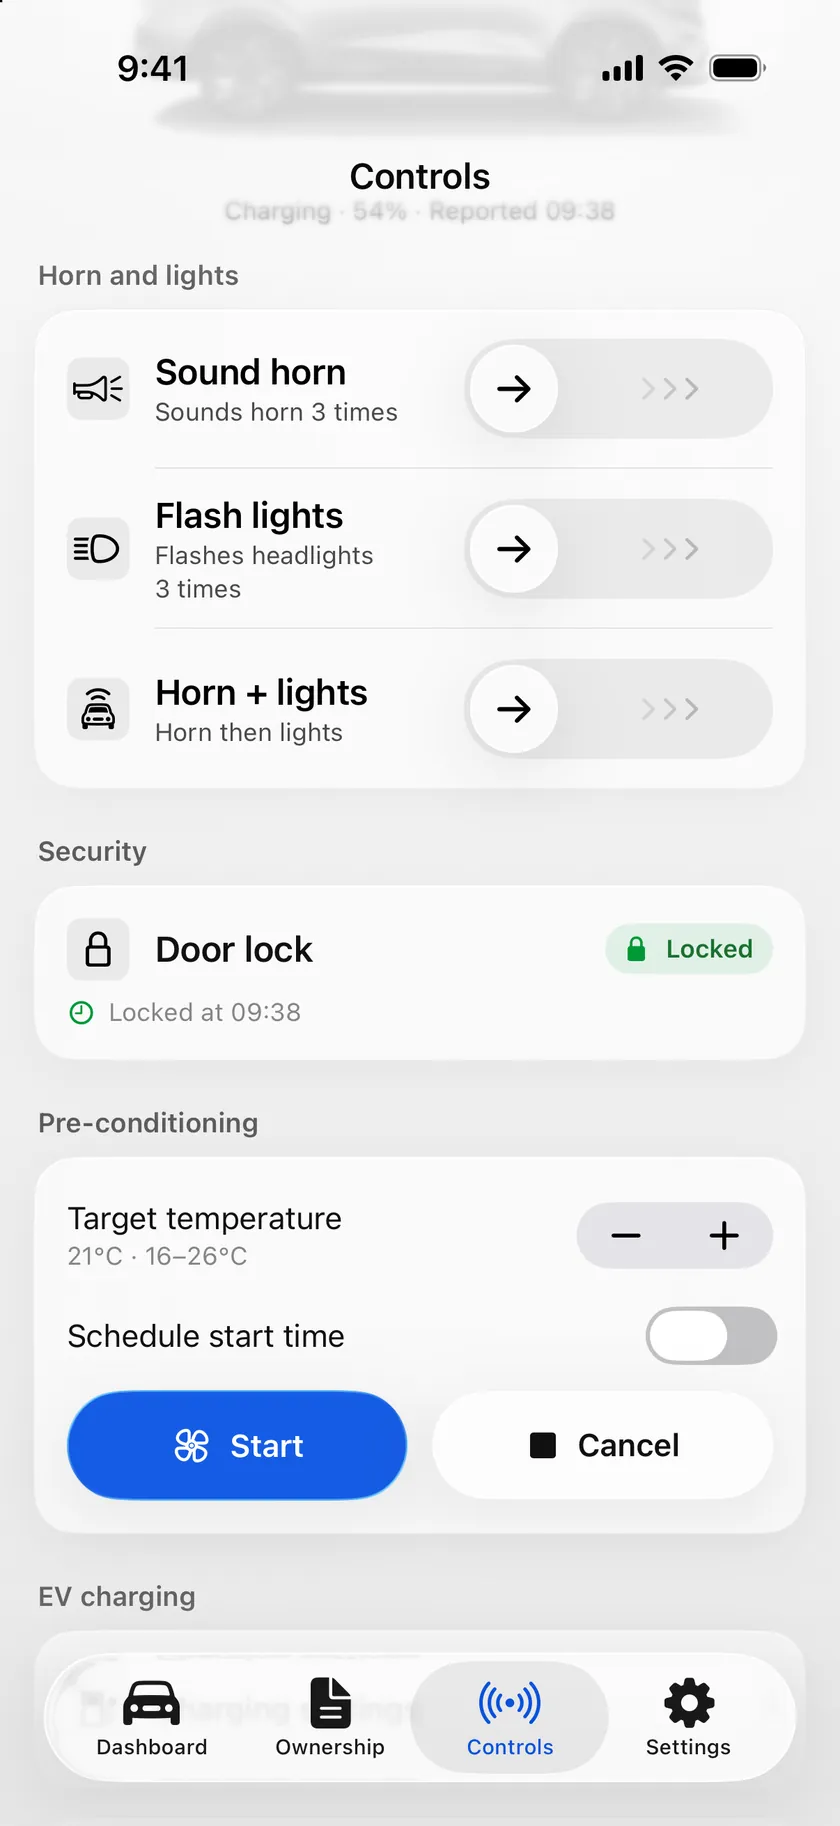 9:41
Controls
Charging · 54% · Reported 09:38
Horn and lights
Sound horn
Sounds horn 3 times
Flash lights
Flashes headlights
3 times
Horn + lights
Horn then lights
Security
Door lock
Locked
Locked at 09:38
Pre-conditioning
Target temperature
21°C · 16–26°C
Schedule start time
Start
Cancel
EV charging
Charging settings
Dashboard
Ownership
Controls
Settings